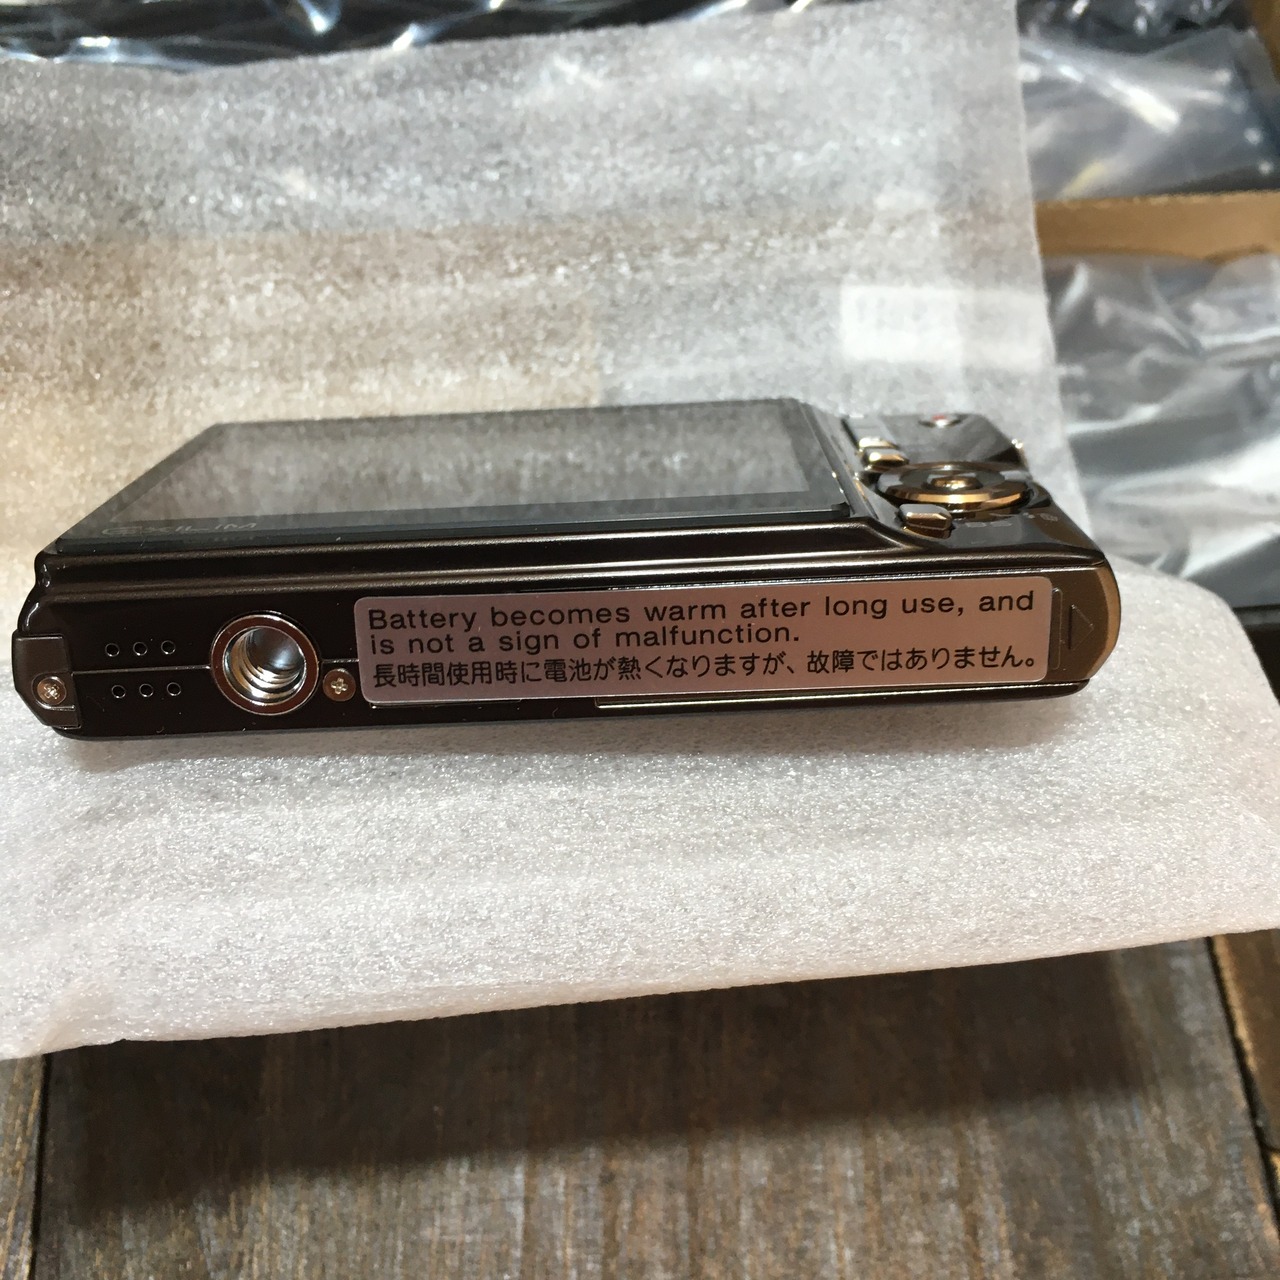 EXILIM
Battery becomes warm after long use, and
is not a sign of malfunction.
長時間使用時に電池が熱くなりますが、故障ではありません。